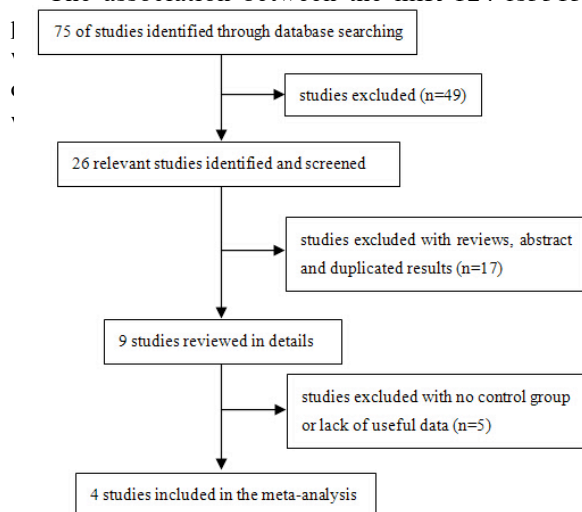 75 of studies identified through database searching
studies excluded (n=49)
26 relevant studies identified and screened
studies excluded with reviews, abstract
and duplicated results (n=17)
9 studies reviewed in details
studies excluded with no control group
or lack of useful data (n=5)
4 studies included in the meta-analysis